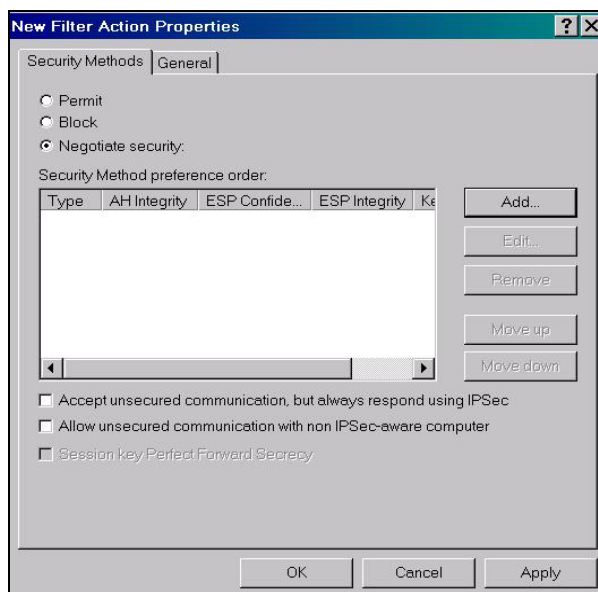 New Filter Action Properties
Security Methods General
Permit
Block
Negotiate security:
Security Method preference order:
Type AH Integrity ESP Confide... ESP Integrity Ke
Add...
Edit...
Remove
Move up
Move down
Accept unsecured communication, but always respond using IPSec
Allow unsecured communication with non IPSec-aware computer
Session key Perfect Forward Secrecy
OK Cancel Apply